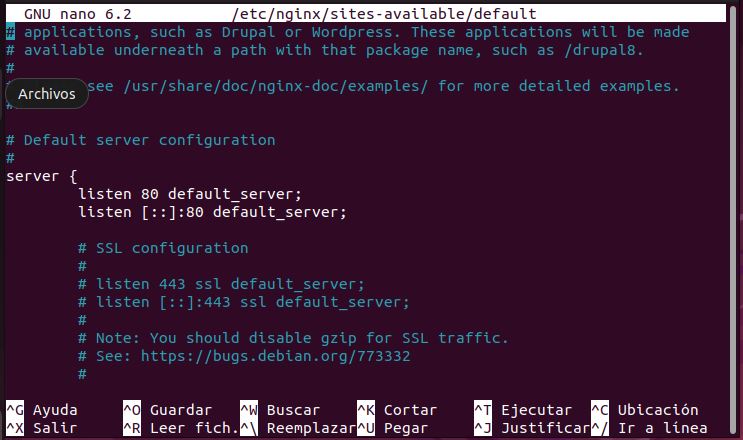 GNU nano 6.2 /etc/nginx/sites-available/default
# applications, such as Drupal or Wordpress. These applications will be made
# available underneath a path with that package name, such as /drupal8.
#
see /usr/share/doc/nginx-doc/examples/ for more detailed examples.
Archivos
# Default server configuration
#
server {
listen 80 default_server;
listen [::]:80 default_server;
# SSL configuration
#
# listen 443 ssl default_server;
# listen [::]:443 ssl default_server;
#
# Note: You should disable gzip for SSL traffic.
# See: https://bugs.debian.org/773332
#
^G Ayuda ^O Guardar ^W Buscar ^K Cortar ^T Ejecutar ^C Ubicación
^X Salir ^R Leer fich. ^\ Reemplazar ^U Pegar ^J Justificar ^/ Ir a línea